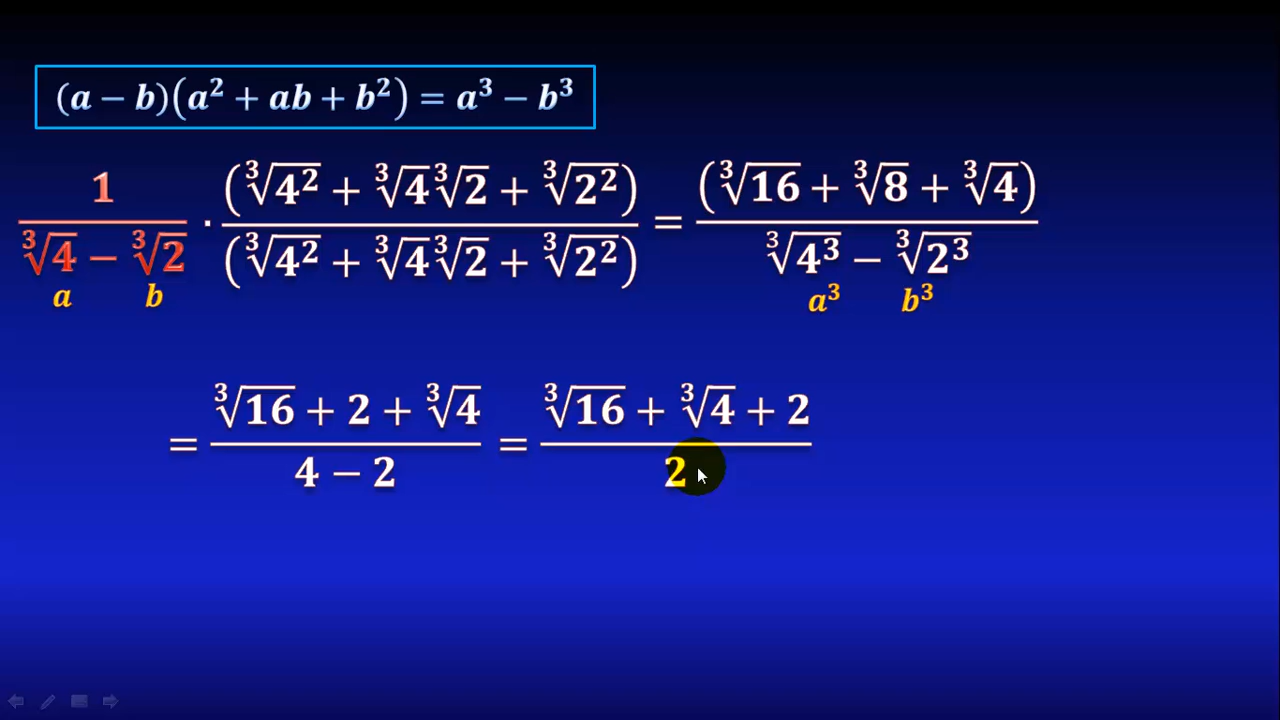 (a − b)(a² + ab + b²) = a³ − b³
1/(∛4 − ∛2) · (∛4² + ∛4∛2 + ∛2²)/(∛4² + ∛4∛2 + ∛2²) = (∛16 + ∛8 + ∛4)/(∛4³ − ∛2³)
a b a³ b³
= (∛16 + 2 + ∛4)/(4 − 2) = (∛16 + ∛4 + 2)/2